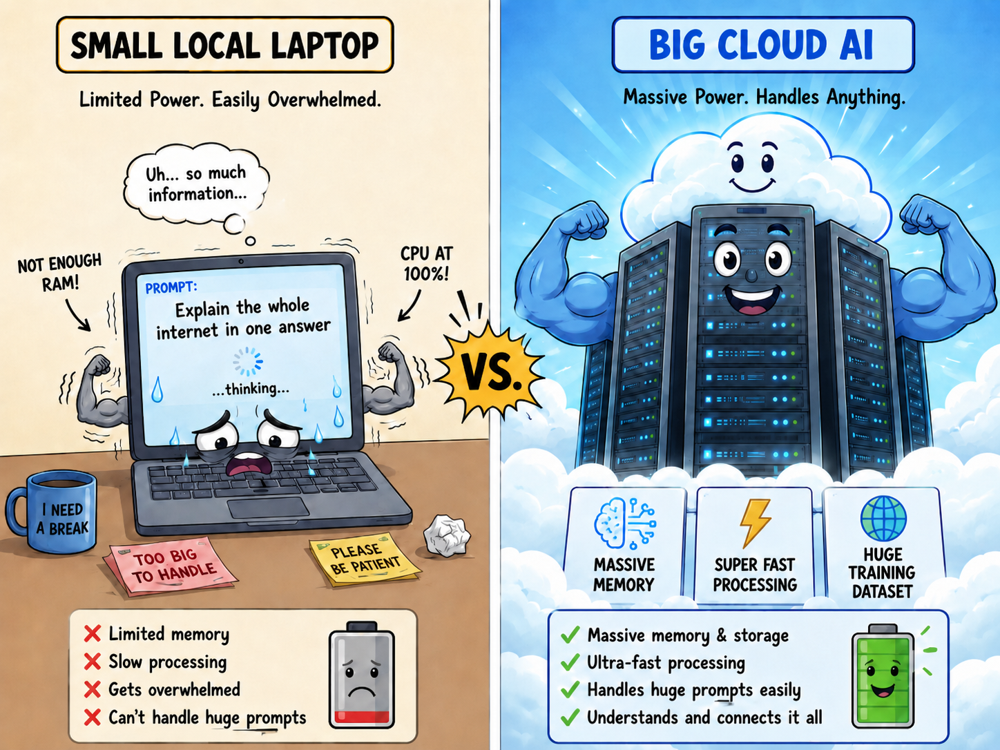 SMALL LOCAL LAPTOP
Limited Power. Easily Overwhelmed.
Uh... so much
information...
NOT ENOUGH
RAM!
CPU AT
100%!
PROMPT:
Explain the whole
internet in one answer
...thinking...
I NEED
A BREAK
TOO BIG
TO HANDLE
PLEASE
BE PATIENT
Limited memory
Slow processing
Gets overwhelmed
Can't handle huge prompts
VS.
BIG CLOUD AI
Massive Power. Handles Anything.
MASSIVE
MEMORY
SUPER FAST
PROCESSING
HUGE
TRAINING
DATASET
Massive memory & storage
Ultra-fast processing
Handles huge prompts easily
Understands and connects it all